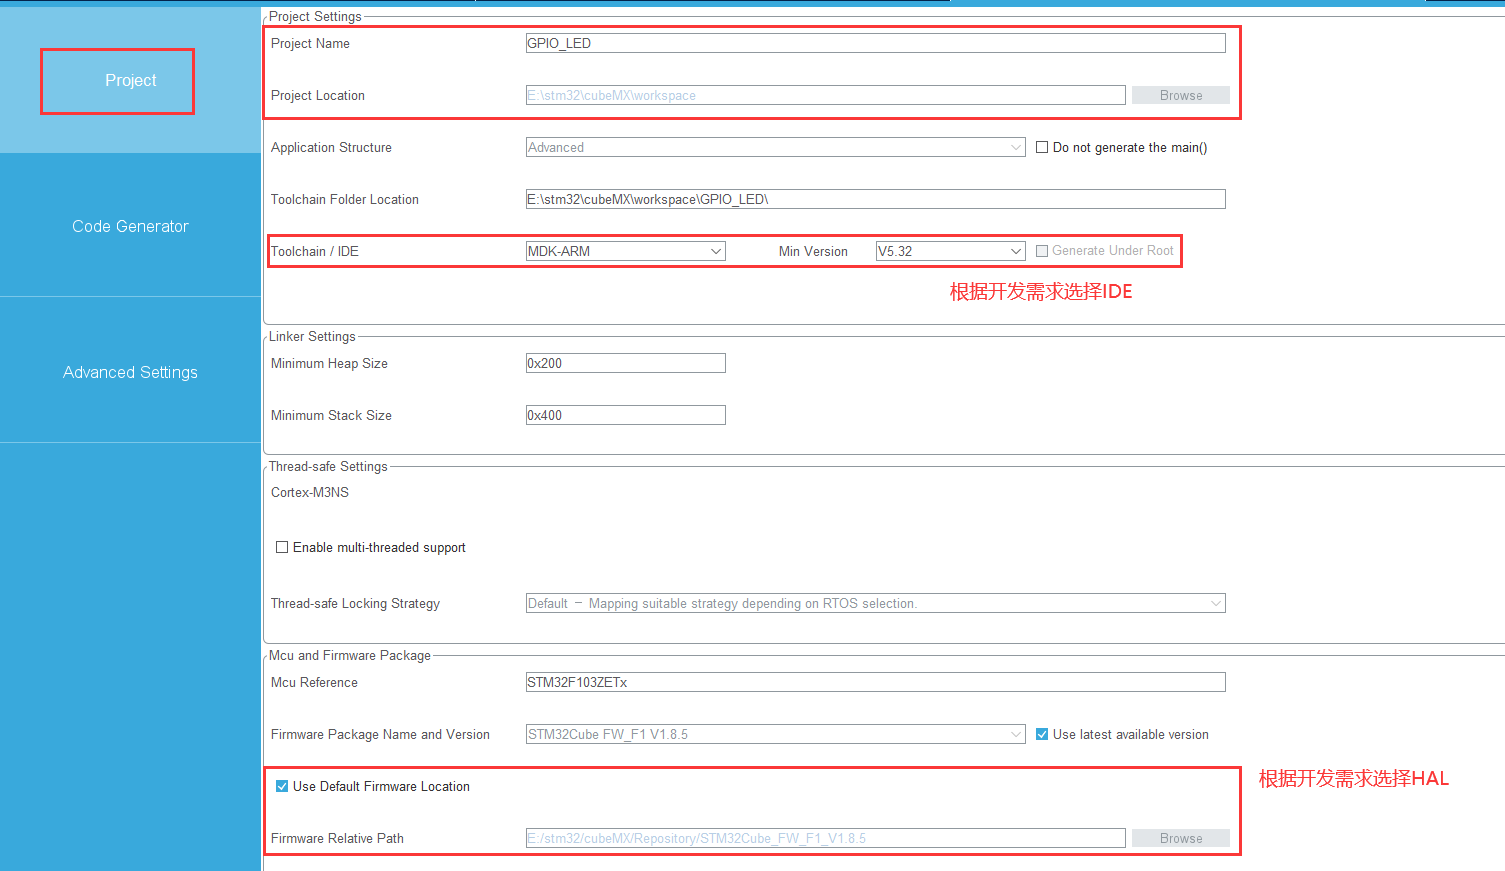 Project Settings
Project
Project Name GPIO_LED
Project Location E:\stm32\cubeMX\workspace Browse
Application Structure Advanced Do not generate the main()
Toolchain Folder Location E:\stm32\cubeMX\workspace\GPIO_LED\
Code Generator
Toolchain / IDE MDK-ARM Min Version V5.32 Generate Under Root
根据开发需求选择IDE
Linker Settings
Minimum Heap Size 0x200
Advanced Settings
Minimum Stack Size 0x400
Thread-safe Settings
Cortex-M3NS
Enable multi-threaded support
Thread-safe Locking Strategy Default - Mapping suitable strategy depending on RTOS selection.
Mcu and Firmware Package
Mcu Reference STM32F103ZETx
Firmware Package Name and Version STM32Cube FW_F1 V1.8.5 Use latest available version
Use Default Firmware Location
根据开发需求选择HAL
Firmware Relative Path E:/stm32/cubeMX/Repository/STM32Cube_FW_F1_V1.8.5 Browse